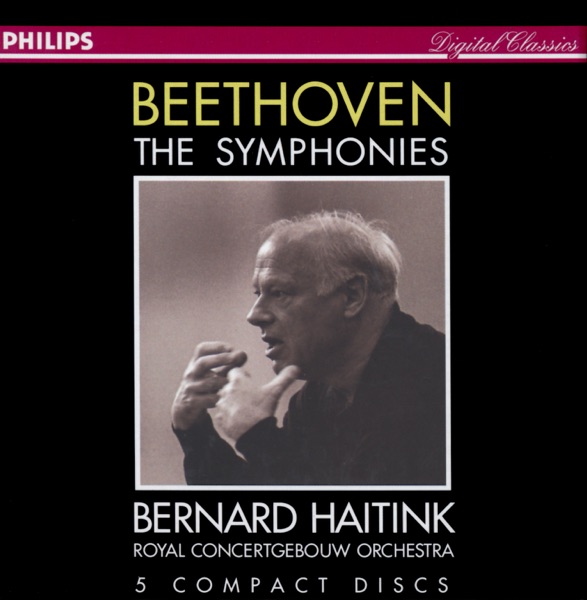 PHILIPS Digital Classics
BEETHOVEN
THE SYMPHONIES
BERNARD HAITINK
ROYAL CONCERTGEBOUW ORCHESTRA
5 COMPACT DISCS